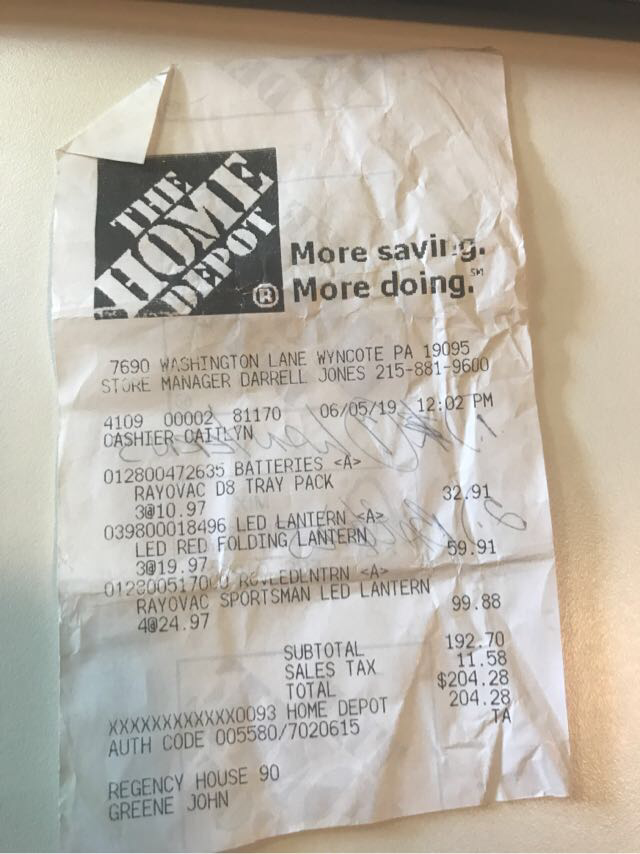 THE
HOME
DEPOT
®
More saving.
More doing.℠
7690 WASHINGTON LANE WYNCOTE PA 19095
STORE MANAGER DARRELL JONES 215-881-9600
4109 00002 81170 06/05/19 12:02 PM
CASHIER CAITLYN
012800472635 BATTERIES <A>
RAYOVAC D8 TRAY PACK
3@10.97 32.91
039800018496 LED LANTERN <A>
LED RED FOLDING LANTERN
3@19.97 59.91
<A>
RAYOVAC SPORTSMAN LED LANTERN
4@24.97 99.88
SUBTOTAL 192.70
SALES TAX 11.58
TOTAL $204.28
XXXXXXXXXXXX0093 HOME DEPOT 204.28
AUTH CODE 005580/7020615 TA
REGENCY HOUSE 90
GREENE JOHN